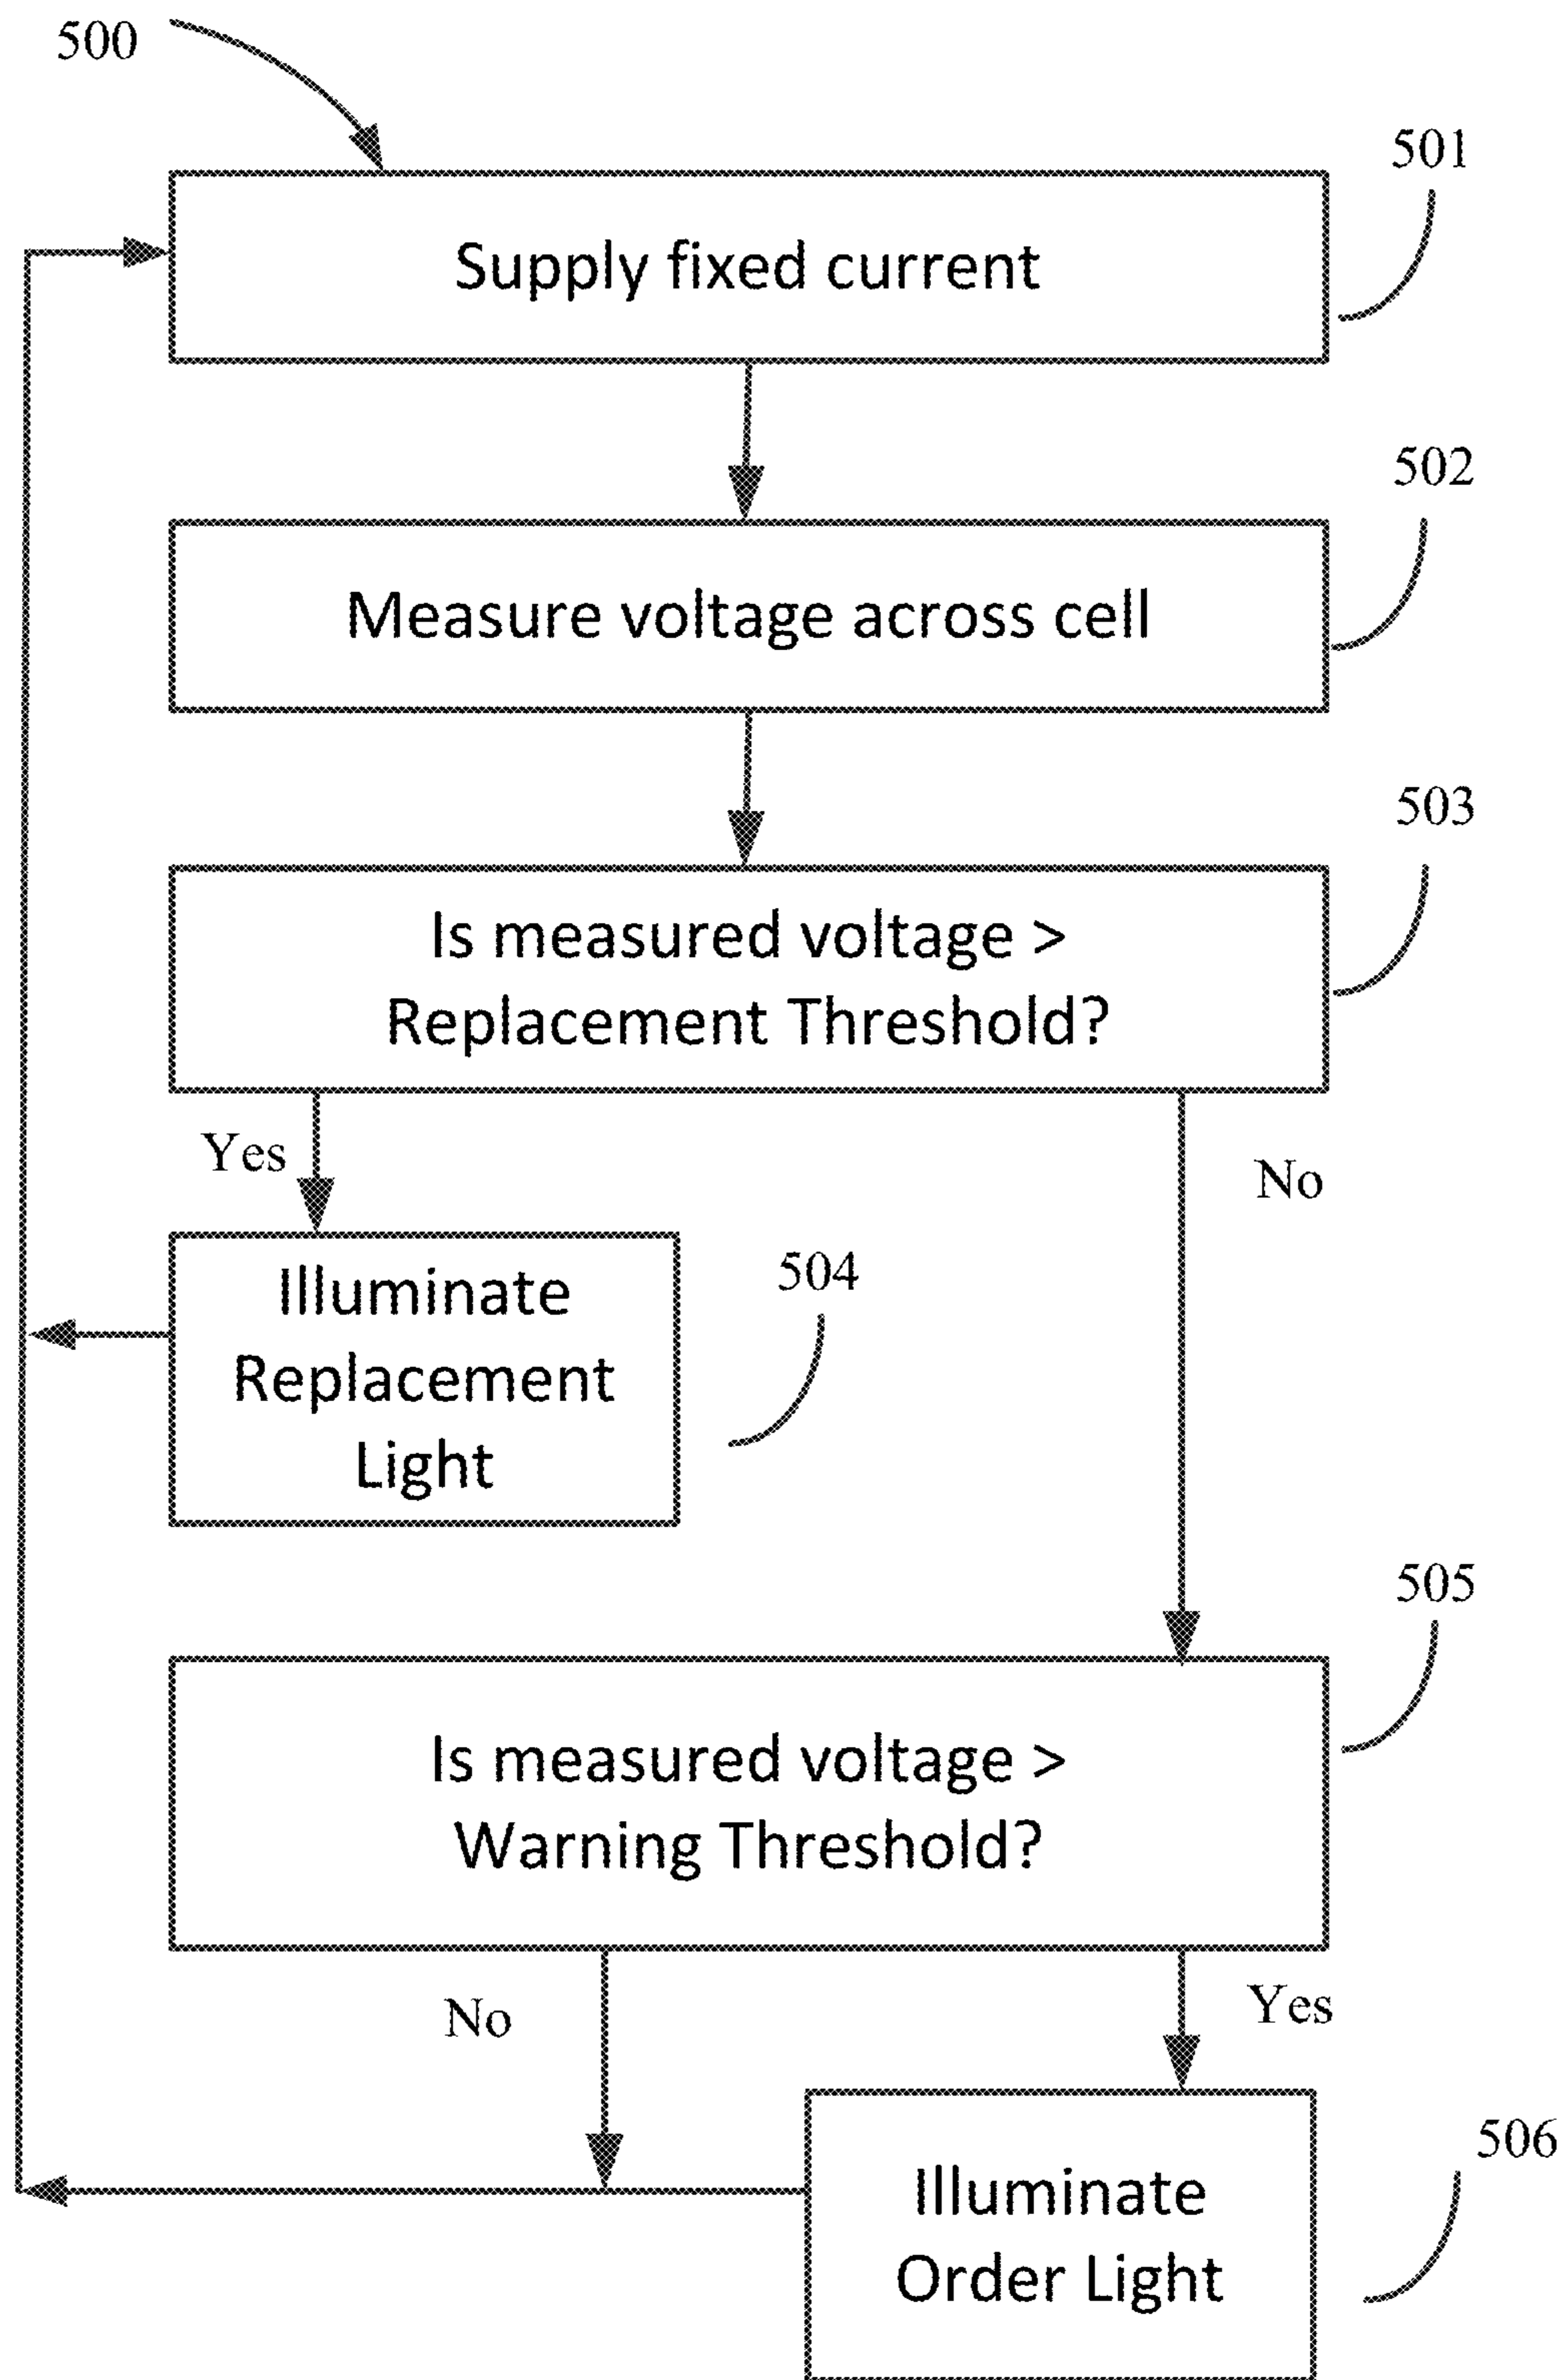 500
501
Supply fixed current
502
Measure voltage across cell
503
Is measured voltage >
Replacement Threshold?
Yes
No
504
Illuminate
Replacement
Light
505
Is measured voltage >
Warning Threshold?
No
Yes
506
Illuminate
Order Light